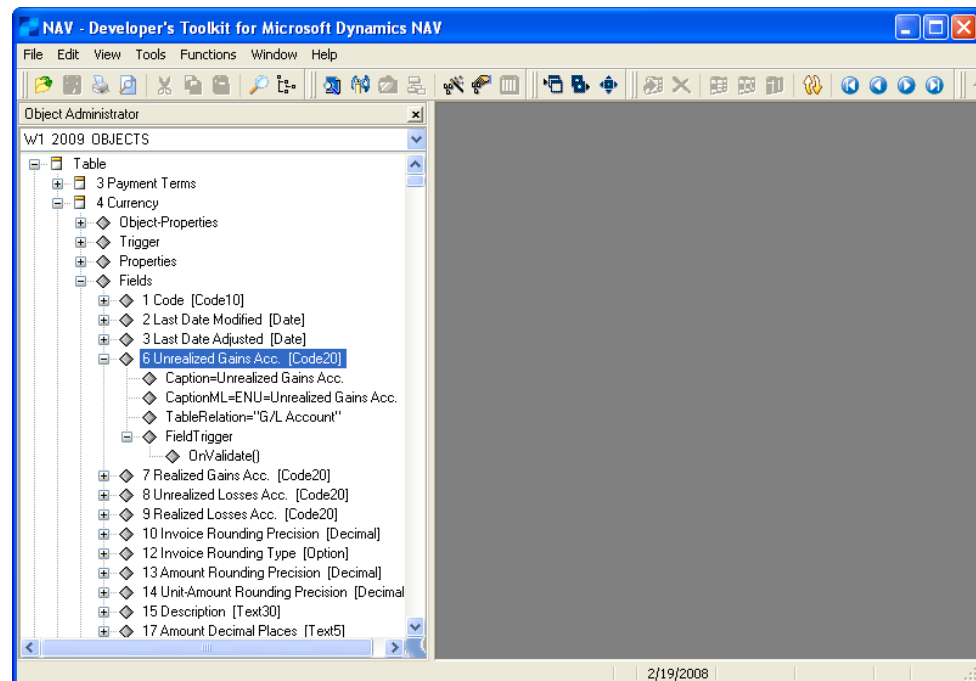 NAV - Developer's Toolkit for Microsoft Dynamics NAV
File Edit View Tools Functions Window Help
Object Administrator
W1 2009 OBJECTS
Table
3 Payment Terms
4 Currency
Object-Properties
Trigger
Properties
Fields
1 Code [Code10]
2 Last Date Modified [Date]
3 Last Date Adjusted [Date]
6 Unrealized Gains Acc. [Code20]
Caption=Unrealized Gains Acc.
CaptionML=ENU=Unrealized Gains Acc.
TableRelation="G/L Account"
FieldTrigger
OnValidate()
7 Realized Gains Acc. [Code20]
8 Unrealized Losses Acc. [Code20]
9 Realized Losses Acc. [Code20]
10 Invoice Rounding Precision [Decimal]
12 Invoice Rounding Type [Option]
13 Amount Rounding Precision [Decimal]
14 Unit-Amount Rounding Precision [Decimal
15 Description [Text30]
17 Amount Decimal Places [Text5]
2/19/2008